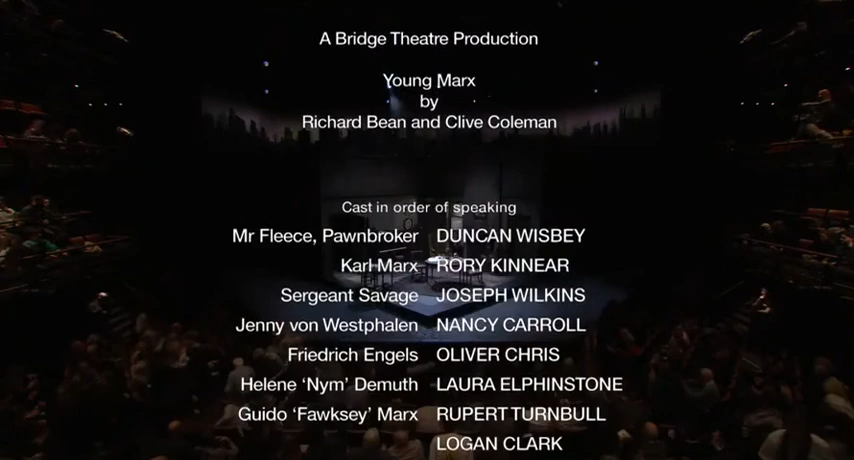 A Bridge Theatre Production
Young Marx
by
Richard Bean and Clive Coleman
Cast in order of speaking
Mr Fleece, Pawnbroker DUNCAN WISBEY
Karl Marx RORY KINNEAR
Sergeant Savage JOSEPH WILKINS
Jenny von Westphalen NANCY CARROLL
Friedrich Engels OLIVER CHRIS
Helene ‘Nym’ Demuth LAURA ELPHINSTONE
Guido ‘Fawksey’ Marx RUPERT TURNBULL
LOGAN CLARK